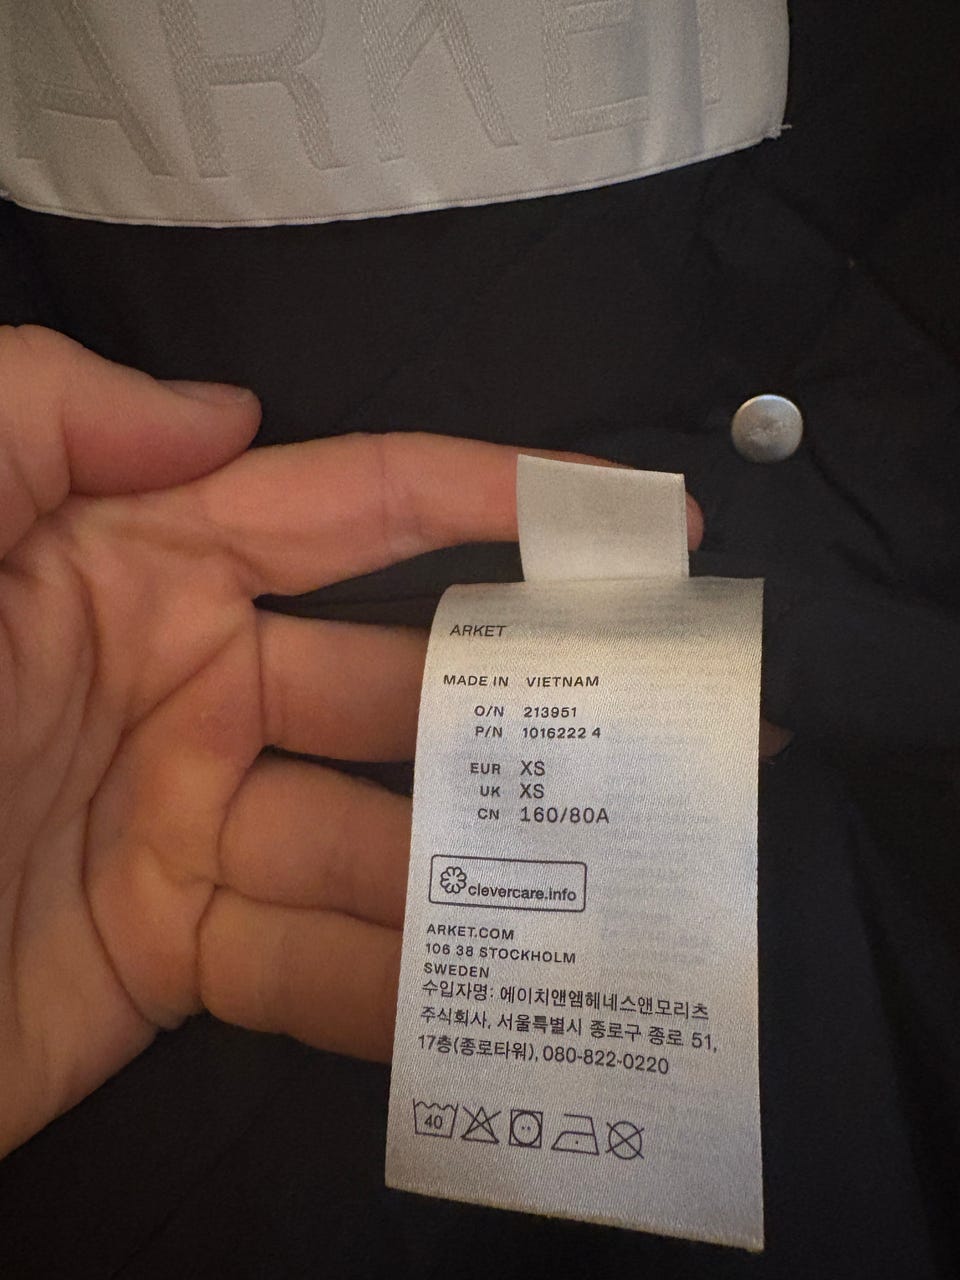 ARKET
ARKET
MADE IN VIETNAM
O/N 213951
P/N 1016222 4
EUR XS
UK XS
CN 160/80A
clevercare.info
ARKET.COM
106 38 STOCKHOLM
SWEDEN
수입자명: 에이치앤엠헤네스앤모리츠
주식회사, 서울특별시 종로구 종로 51,
17층(종로타워), 080-822-0220
40